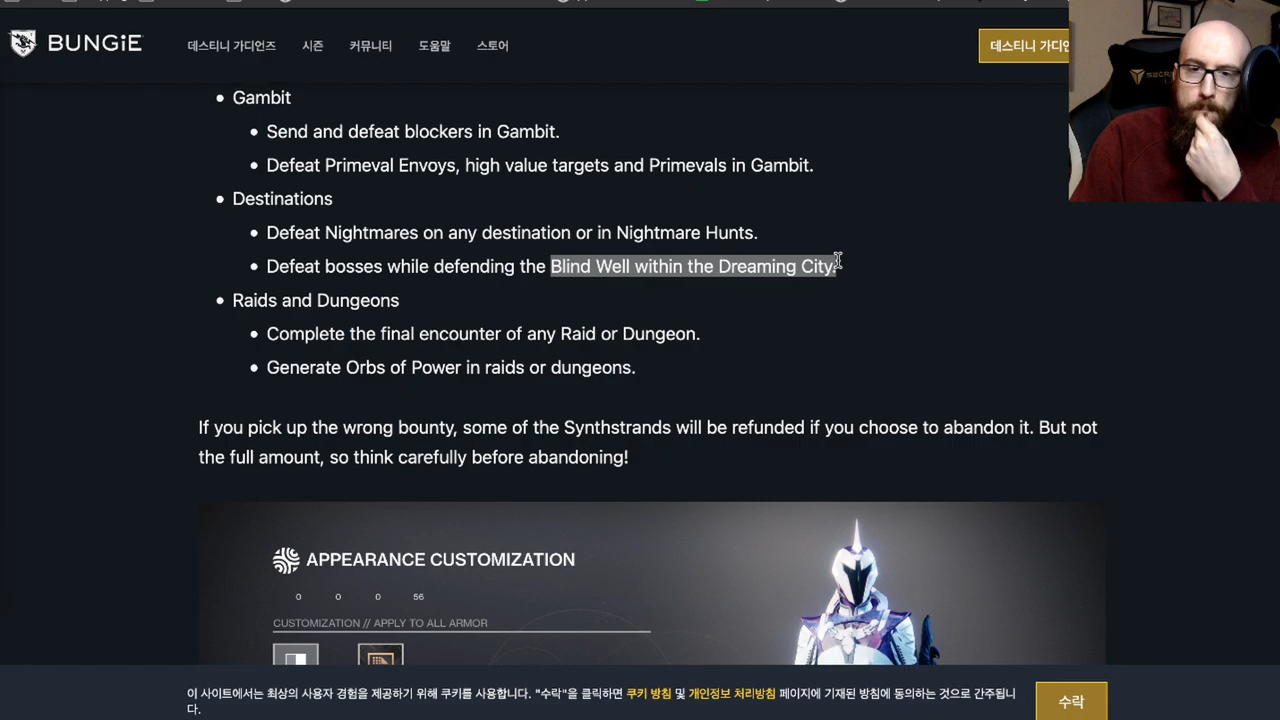 BUNGiE
데스티니 가디언즈 시즌 커뮤니티 도움말 스토어
데스티니
Gambit
Send and defeat blockers in Gambit.
Defeat Primeval Envoys, high value targets and Primevals in Gambit.
Destinations
Defeat Nightmares on any destination or in Nightmare Hunts.
Defeat bosses while defending the Blind Well within the Dreaming City.
Raids and Dungeons
Complete the final encounter of any Raid or Dungeon.
Generate Orbs of Power in raids or dungeons.
If you pick up the wrong bounty, some of the Synthstrands will be refunded if you choose to abandon it. But not
the full amount, so think carefully before abandoning!
APPEARANCE CUSTOMIZATION
0 0 0 56
CUSTOMIZATION // APPLY TO ALL ARMOR
이 사이트에서는 최상의 사용자 경험을 제공하기 위해 쿠키를 사용합니다. "수락"을 클릭하면 쿠키 방침 및 개인정보 처리방침 페이지에 기재된 방침에 동의하는 것으로 간주됩니
다.
수락